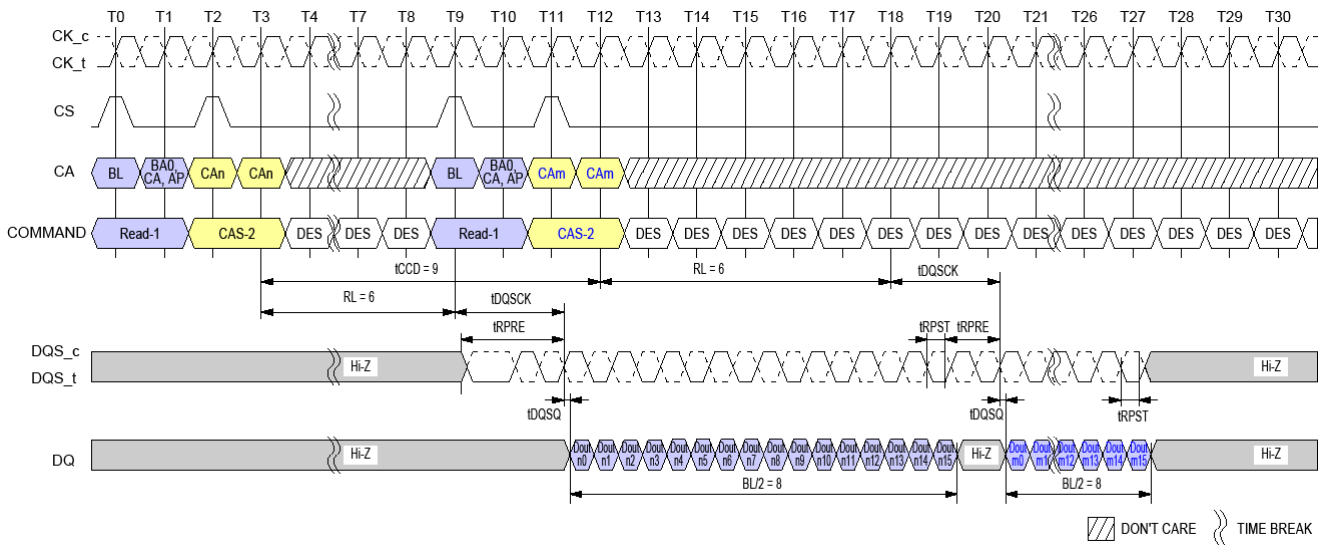 T0 T1 T2 T3 T4 T7 T8 T9 T10 T11 T12 T13 T14 T15 T16 T17 T18 T19 T20 T21 T26 T27 T28 T29 T30
CK_c
CK_t
CS
CA BL BA0, CA, AP CAn CAn BL BA0, CA, AP CAm CAm
COMMAND Read-1 CAS-2 DES DES DES Read-1 CAS-2 DES DES DES DES DES DES DES DES DES DES DES DES DES DES
tCCD = 9 RL = 6 tDQSCK
RL = 6 tDQSCK
tRPRE tRPST tRPRE
DQS_c
DQS_t
Hi-Z Hi-Z
tDQSQ tDQSQ tRPST
DQ Hi-Z Dout n0 Dout n1 Dout n2 Dout n3 Dout n4 Dout n5 Dout n6 Dout n7 Dout n8 Dout n9 Dout n10 Dout n11 Dout n12 Dout n13 Dout n14 Dout n15 Hi-Z Dout m0 Dout m1 Dout m12 Dout m13 Dout m14 Dout m15 Hi-Z
BL/2 = 8 BL/2 = 8
DON'T CARE TIME BREAK